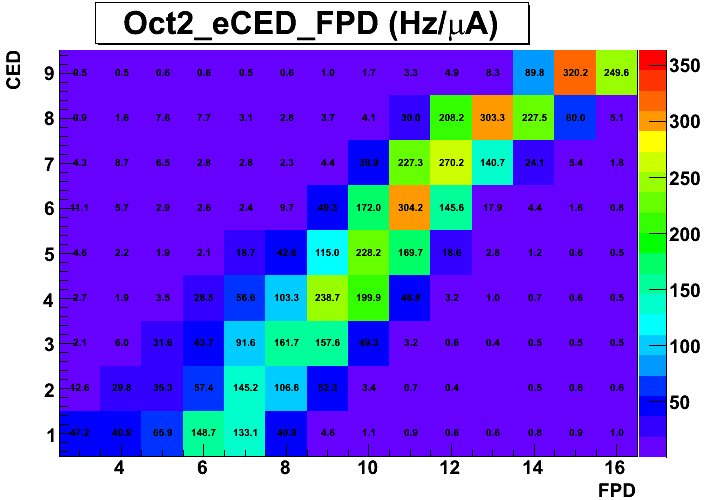 Oct2_eCED_FPD (Hz/μA)
CED
9 0.5 0.5 0.6 0.6 0.5 0.6 1.0 1.7 3.3 4.9 8.3 89.8 320.2 249.6
8 0.9 1.6 7.7 3.1 2.8 3.7 4.1 39.0 208.2 303.3 227.5 60.0 5.1
7 4.3 8.7 6.5 2.8 2.8 2.3 4.4 227.3 270.2 140.7 24.1 5.4 1.8
6 5.7 2.9 2.6 2.4 9.7 172.0 304.2 145.6 17.9 4.4 1.6 0.8
5 4.6 2.2 1.9 2.1 115.0 228.2 169.7 2.8 1.2 0.6 0.5
4 2.7 1.9 3.5 26.5 56.6 103.3 238.7 199.9 3.2 1.0 0.7 0.6 0.5
3 2.1 6.0 31.6 91.6 161.7 157.6 49.3 3.2 0.6 0.4 0.5 0.5 0.5
2 12.6 29.8 35.3 57.4 145.2 106.6 52.3 3.4 0.7 0.4 0.5 0.6 0.6
1 47.2 40.9 65.9 148.7 133.1 40.9 4.6 1.1 0.9 0.6 0.6 0.8 0.9 1.0
4 6 8 10 12 14 16
FPD
350
300
250
200
150
100
50